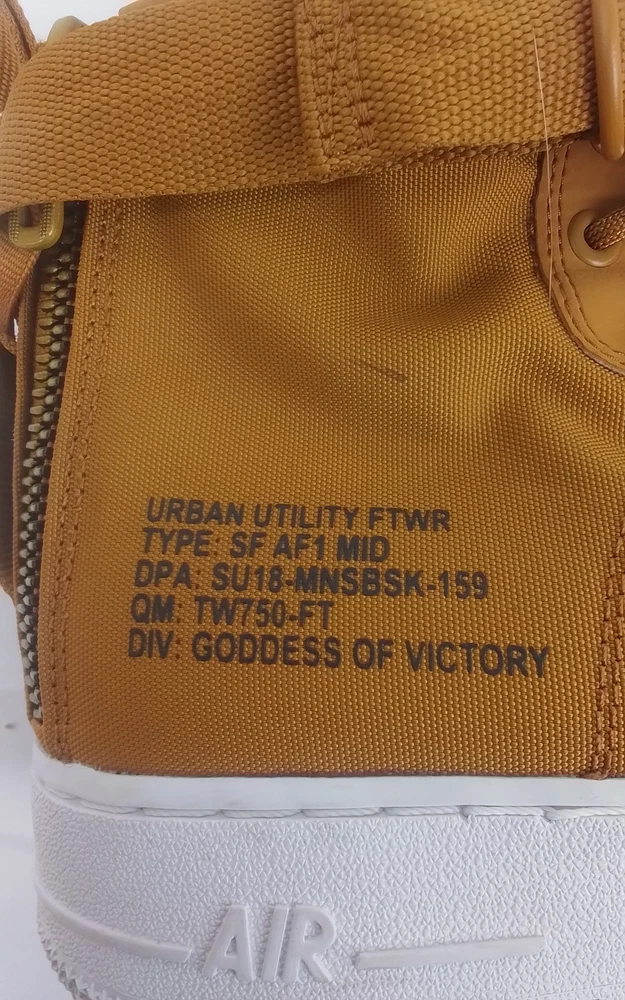 URBAN UTILITY FTWR
TYPE: SF AF1 MID
DPA: SU18-MNSBSK-159
QM: TW750-FT
DIV: GODDESS OF VICTORY
AIR